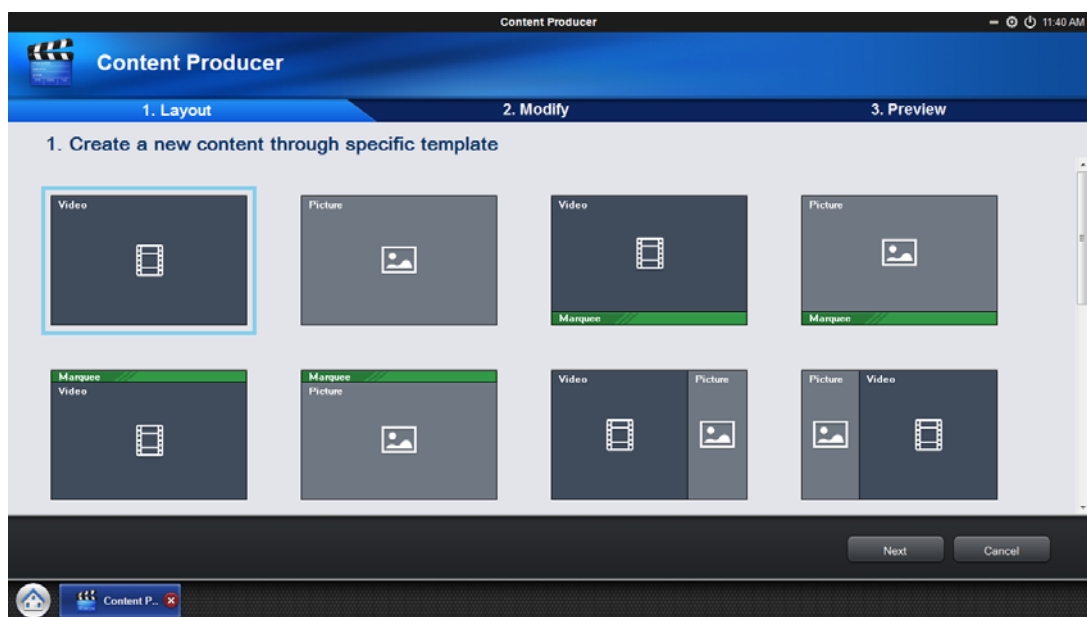 Content Producer
11:40 AM
Content Producer
1. Layout
2. Modify
3. Preview
1. Create a new content through specific template
Video
Picture
Video
Marquee
Picture
Marquee
Marquee
Video
Marquee
Picture
Video
Picture
Picture
Video
Next
Cancel
Content P..